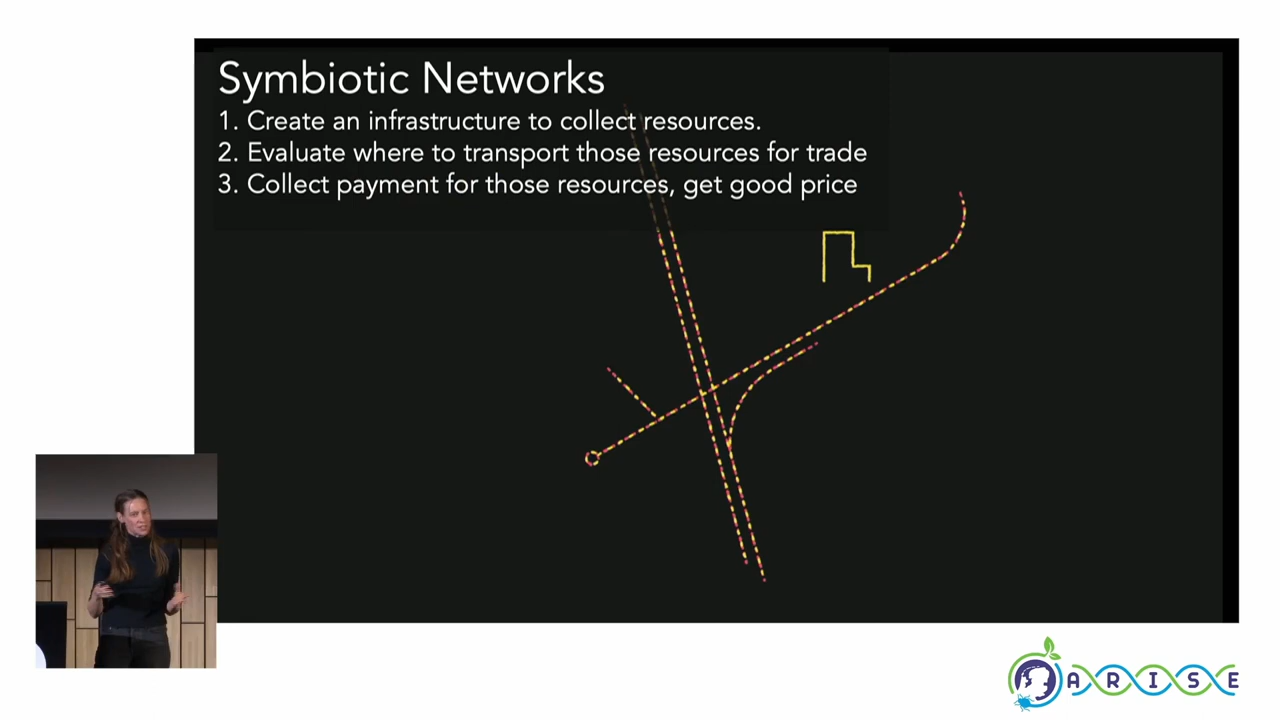 Symbiotic Networks
1. Create an infrastructure to collect resources.
2. Evaluate where to transport those resources for trade
3. Collect payment for those resources, get good price
ARISE